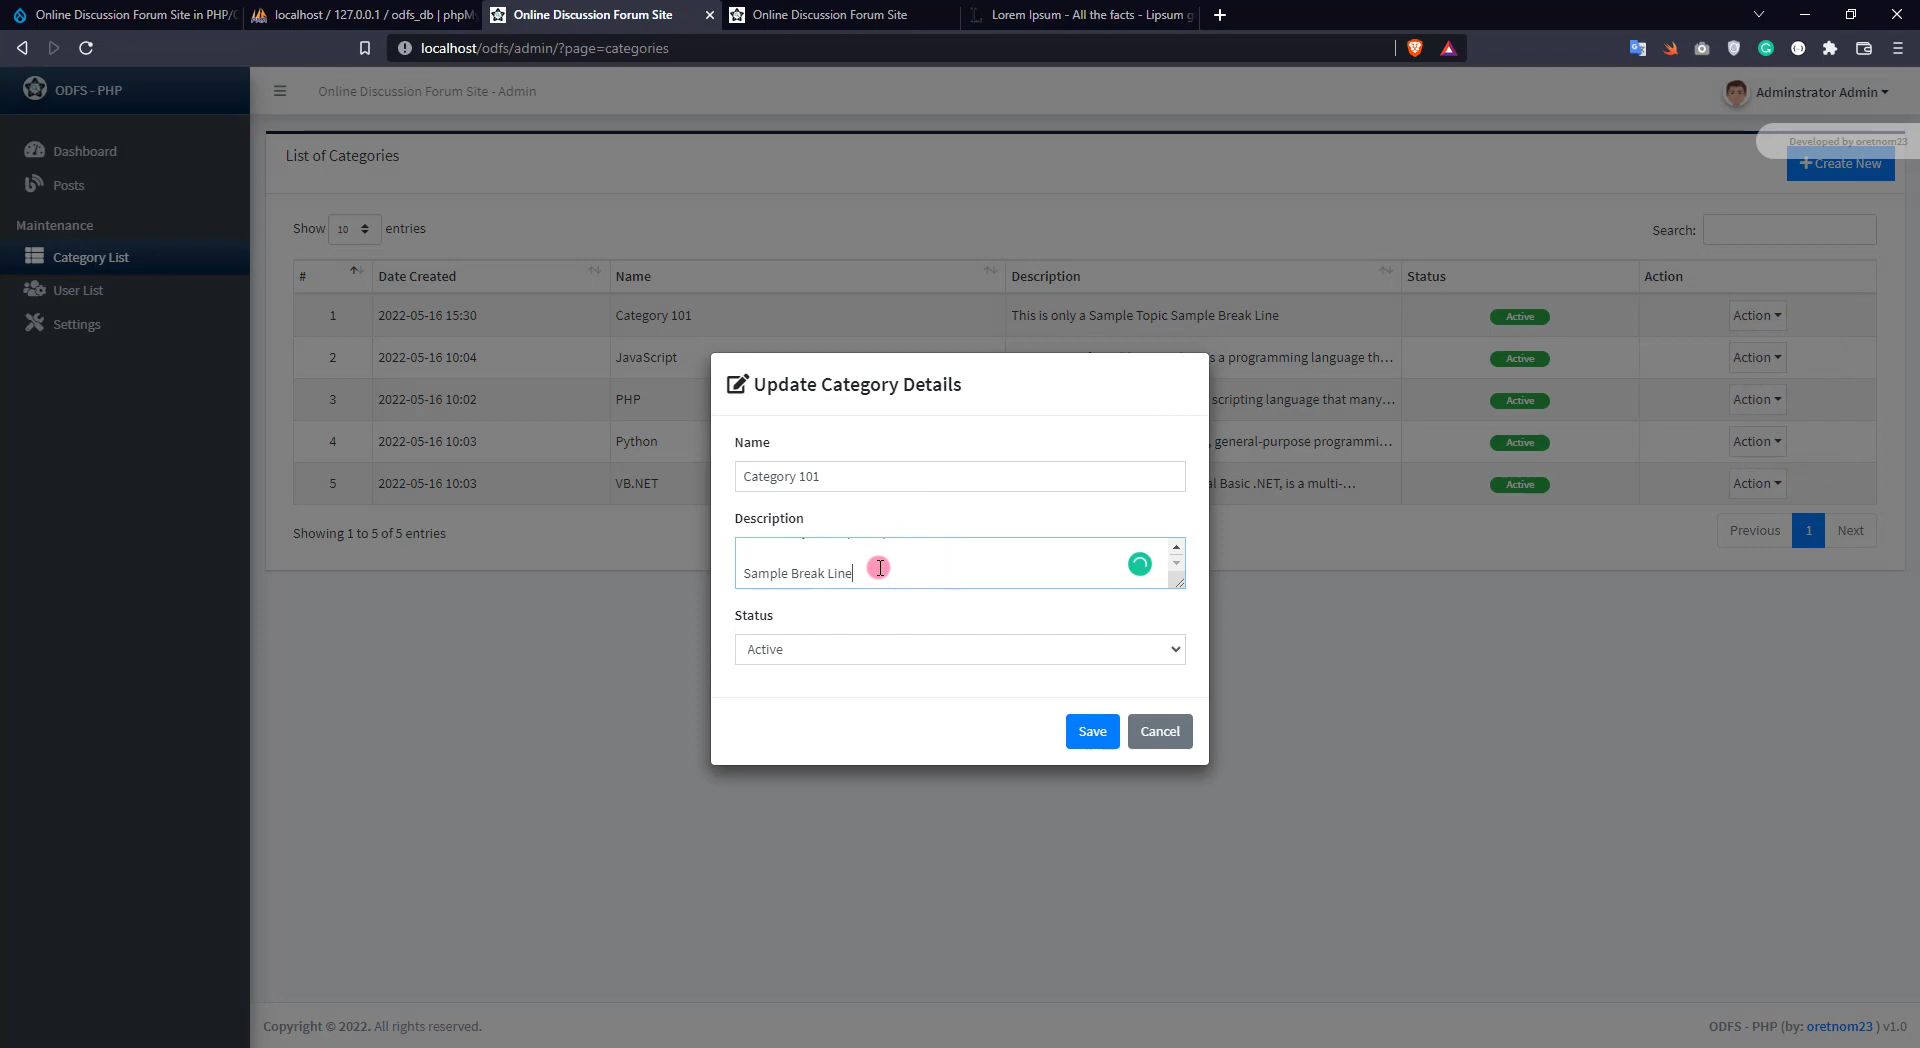 Online Discussion Forum Site in PHP/
localhost / 127.0.0.1 / odfs_db | phpM
Online Discussion Forum Site
Online Discussion Forum Site
Lorem Ipsum - All the facts - Lipsum g
localhost/odfs/admin/?page=categories
ODFS - PHP
Online Discussion Forum Site - Admin
Adminstrator Admin
Developed by oretnom23
Dashboard
Posts
Maintenance
Category List
User List
Settings
List of Categories
Create New
Show 10 entries
Search:
# Date Created Name Description Status Action
1 2022-05-16 15:30 Category 101 This is only a Sample Topic Sample Break Line Active Action
2 2022-05-16 10:04 JavaScript s a programming language th... Active Action
3 2022-05-16 10:02 PHP scripting language that many... Active Action
4 2022-05-16 10:03 Python , general-purpose programmi... Active Action
5 2022-05-16 10:03 VB.NET al Basic .NET, is a multi-... Active Action
Showing 1 to 5 of 5 entries
Previous 1 Next
Update Category Details
Name
Category 101
Description
Sample Break Line
Status
Active
Save Cancel
Copyright © 2022. All rights reserved.
ODFS - PHP (by: oretnom23 ) v1.0